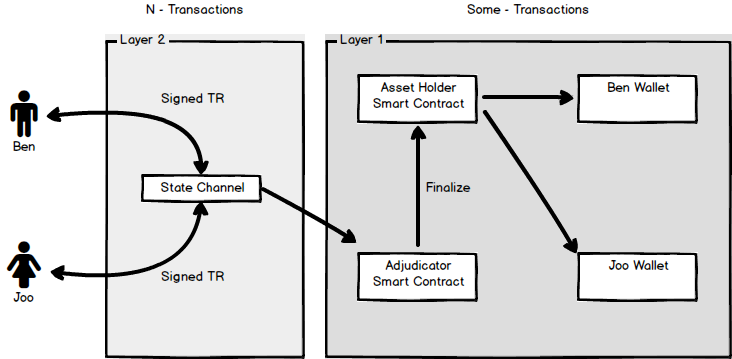 N - Transactions
Some - Transactions
Layer 2
Layer 1
Signed TR
Asset Holder
Smart Contract
Ben Wallet
Ben
State Channel
Finalize
Signed TR
Adjudicator
Smart Contract
Joo Wallet
Joo